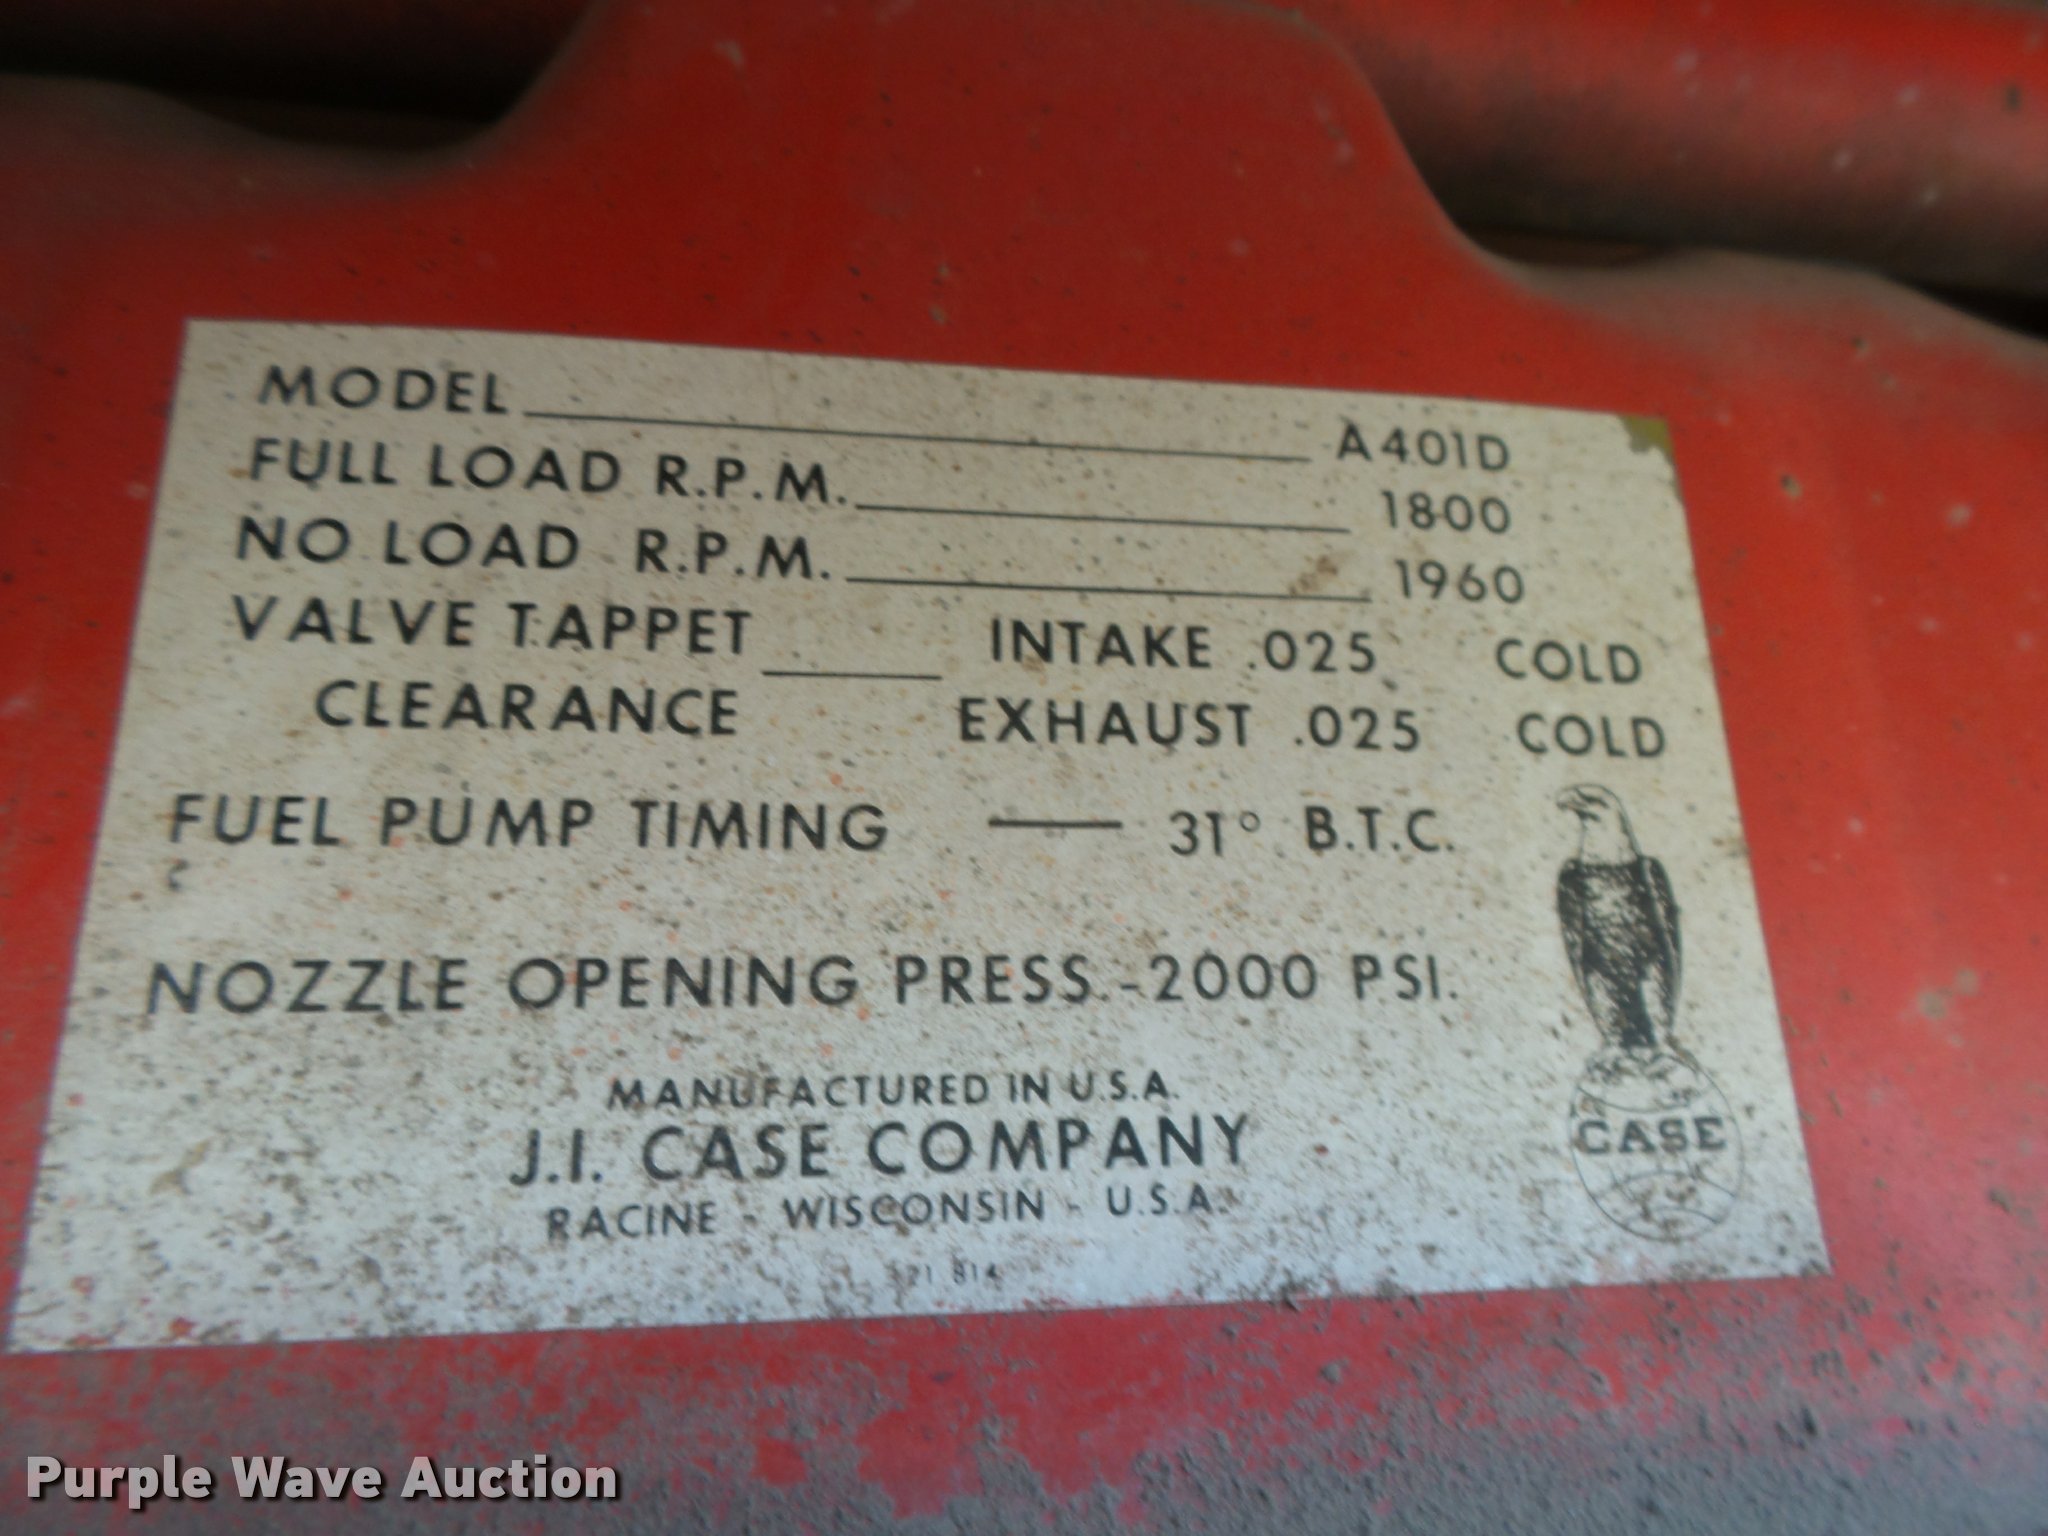 MODEL A401D
FULL LOAD R.P.M. 1800
NO LOAD R.P.M. 1960
VALVE TAPPET INTAKE .025 COLD
CLEARANCE EXHAUST .025 COLD
FUEL PUMP TIMING — 31° B.T.C.
NOZZLE OPENING PRESS.-2000 PSI.
MANUFACTURED IN U.S.A.
J.I. CASE COMPANY
RACINE - WISCONSIN - U.S.A.
CASE
Purple Wave Auction